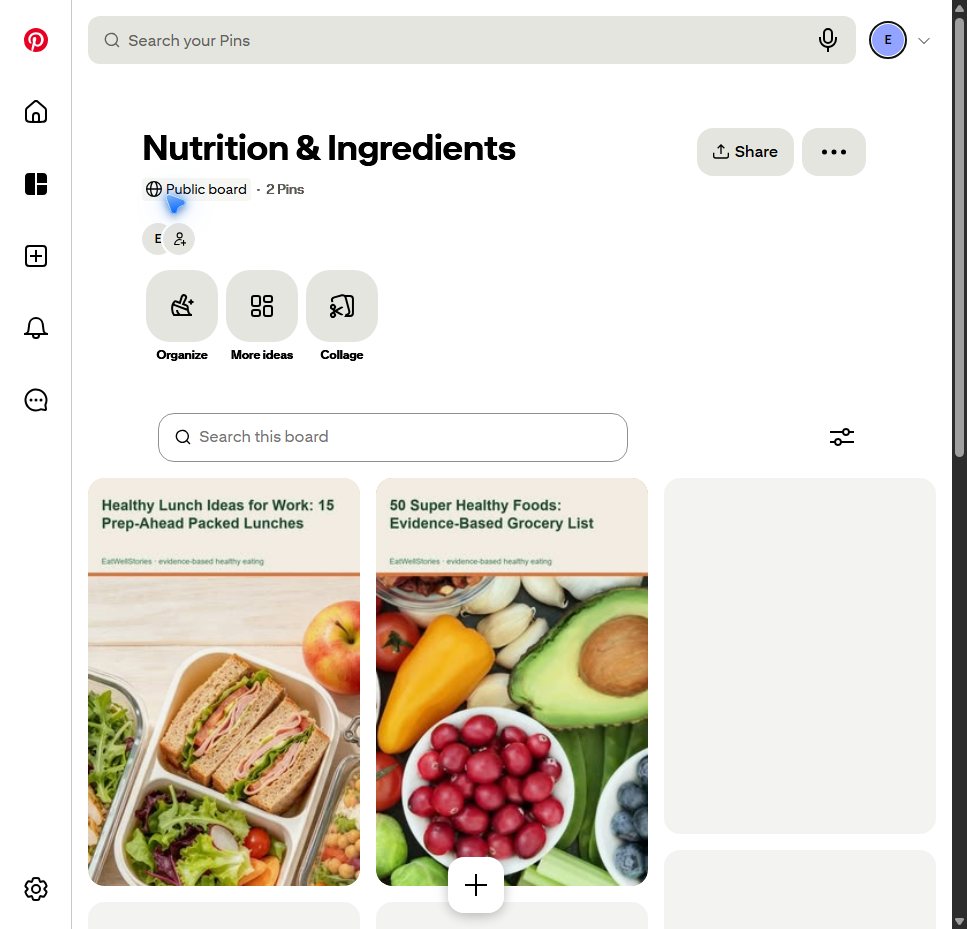 Search your Pins
E
Nutrition & Ingredients
Share
Public board · 2 Pins
E
Organize
More ideas
Collage
Search this board
Healthy Lunch Ideas for Work: 15
Prep-Ahead Packed Lunches
EatWellStories · evidence-based healthy eating
50 Super Healthy Foods:
Evidence-Based Grocery List
EatWellStories · evidence-based healthy eating